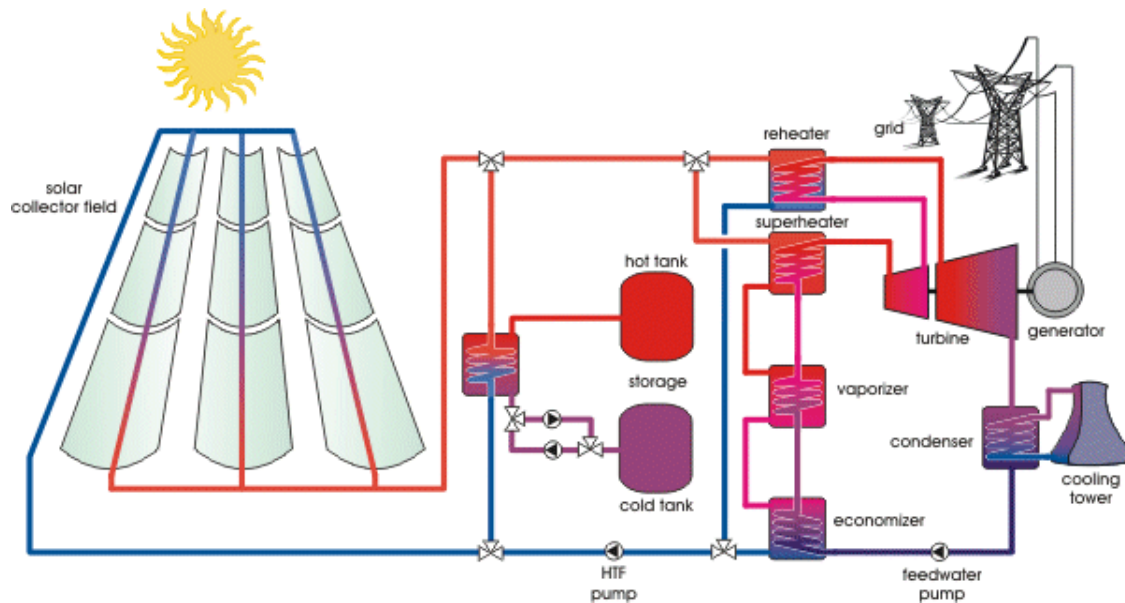 solar
collector field
reheater
grid
superheater
hot tank
storage
turbine
generator
vaporizer
condenser
cooling
tower
cold tank
economizer
HTF
pump
feedwater
pump